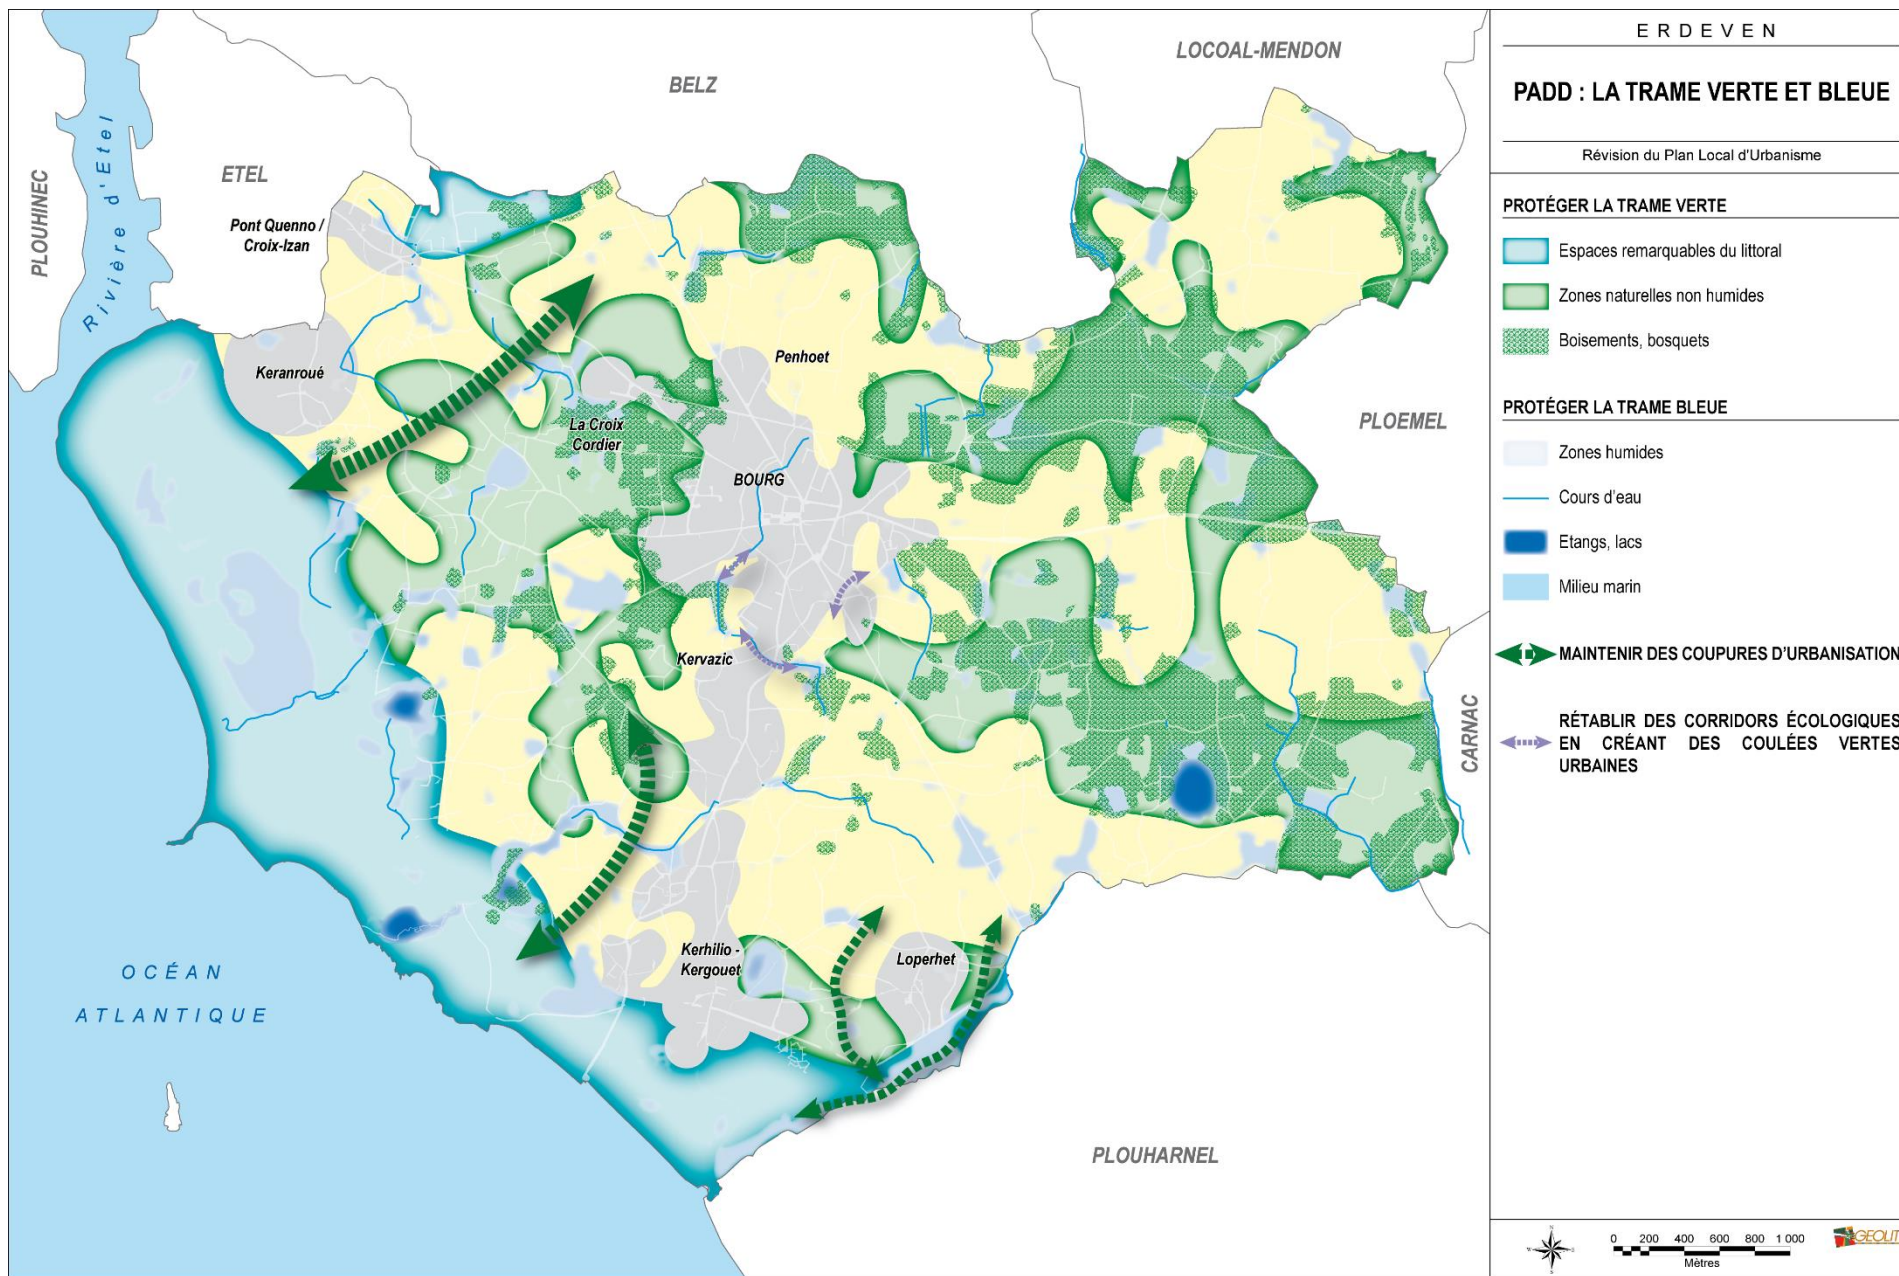 LOCOAL-MENDON
BELZ
ETEL
PLOUHINEC
Rivière d'Etel
Pont Quenno /
Croix-Izan
Keranroué
Penhoet
La Croix
Cordier
BOURG
PLOEMEL
Kervazic
CARNAC
Kerhilio -
Kergouet
Loperhet
OCÉAN
ATLANTIQUE
PLOUHARNEL
ERDEVEN
PADD : LA TRAME VERTE ET BLEUE
Révision du Plan Local d'Urbanisme
PROTÉGER LA TRAME VERTE
Espaces remarquables du littoral
Zones naturelles non humides
Boisements, bosquets
PROTÉGER LA TRAME BLEUE
Zones humides
Cours d'eau
Etangs, lacs
Milieu marin
MAINTENIR DES COUPURES D'URBANISATION
RÉTABLIR DES CORRIDORS ÉCOLOGIQUES
EN CRÉANT DES COULÉES VERTES
URBAINES
0 200 400 600 800 1 000
Mètres
GEOLIT